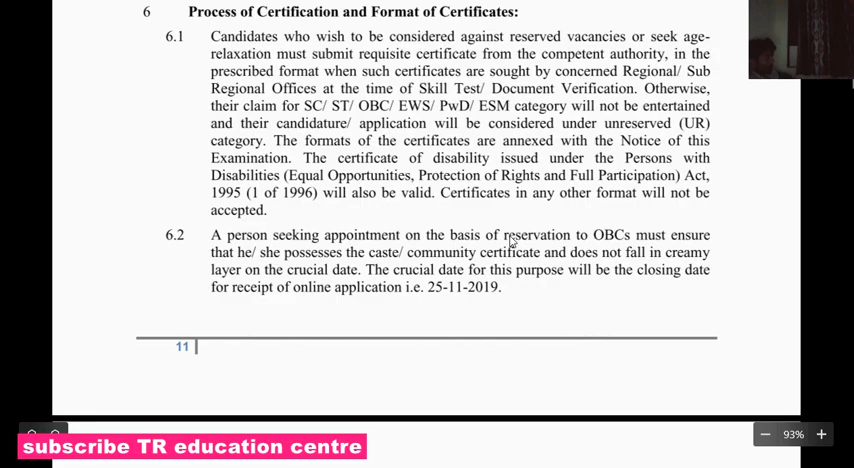 6 Process of Certification and Format of Certificates:
6.1 Candidates who wish to be considered against reserved vacancies or seek age-
relaxation must submit requisite certificate from the competent authority, in the
prescribed format when such certificates are sought by concerned Regional/ Sub
Regional Offices at the time of Skill Test/ Document Verification. Otherwise,
their claim for SC/ ST/ OBC/ EWS/ PwD/ ESM category will not be entertained
and their candidature/ application will be considered under unreserved (UR)
category. The formats of the certificates are annexed with the Notice of this
Examination. The certificate of disability issued under the Persons with
Disabilities (Equal Opportunities, Protection of Rights and Full Participation) Act,
1995 (1 of 1996) will also be valid. Certificates in any other format will not be
accepted.
6.2 A person seeking appointment on the basis of reservation to OBCs must ensure
that he/ she possesses the caste/ community certificate and does not fall in creamy
layer on the crucial date. The crucial date for this purpose will be the closing date
for receipt of online application i.e. 25-11-2019.
11
93%
subscribe TR education centre